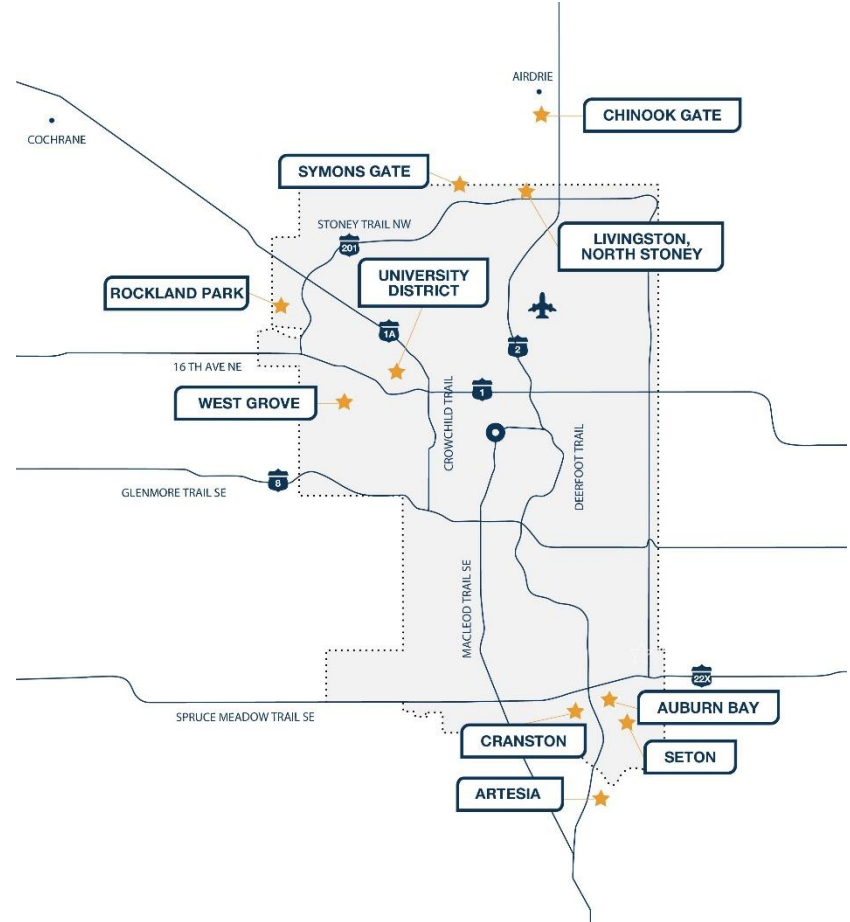 AIRDRIE
CHINOOK GATE
COCHRANE
SYMONS GATE
STONEY TRAIL NW
201
LIVINGSTON,
NORTH STONEY
UNIVERSITY
DISTRICT
ROCKLAND PARK
1A
2
16 TH AVE NE
1
WEST GROVE
CROWCHILD TRAIL
DEERFOOT TRAIL
8
GLENMORE TRAIL SE
MACLEOD TRAIL SE
22X
SPRUCE MEADOW TRAIL SE
AUBURN BAY
CRANSTON
SETON
ARTESIA